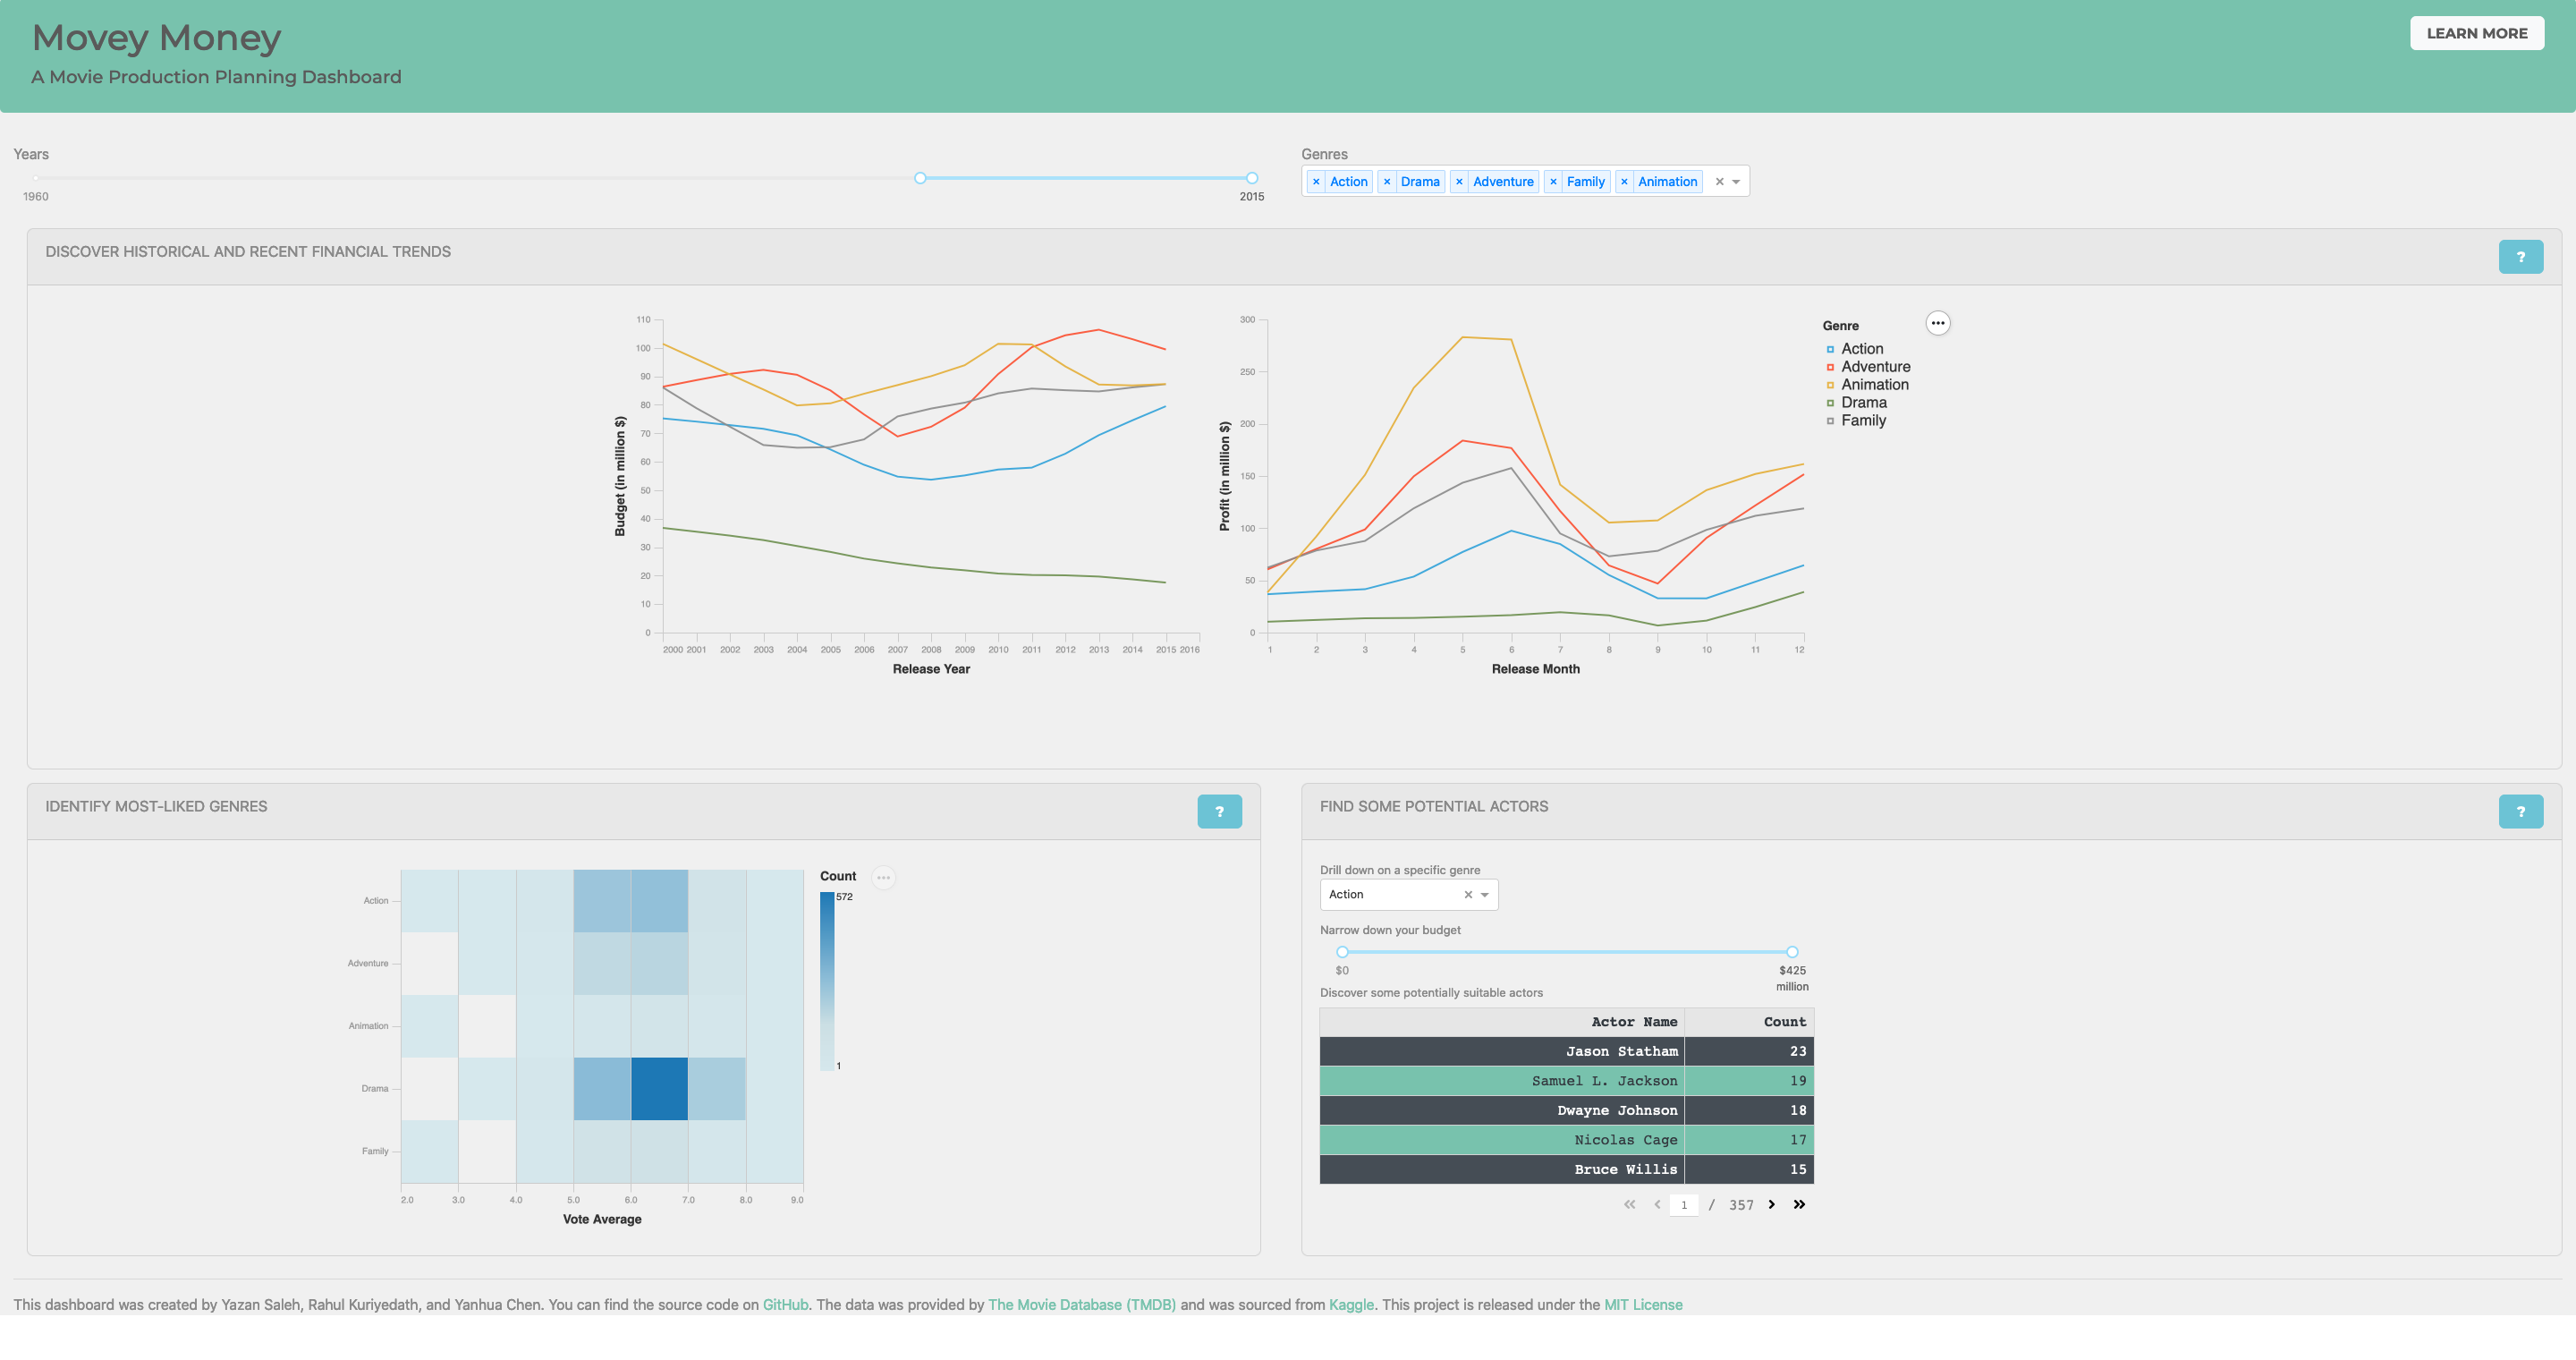 Movey Money
A Movie Production Planning Dashboard
LEARN MORE
Years
1960
2015
Genres
× Action × Drama × Adventure × Family × Animation ×
DISCOVER HISTORICAL AND RECENT FINANCIAL TRENDS
?
110
100
90
80
70
60
50
40
30
20
10
0
Budget (in million $)
2000 2001 2002 2003 2004 2005 2006 2007 2008 2009 2010 2011 2012 2013 2014 2015 2016
Release Year
300
250
200
150
100
50
0
Profit (in million $)
1 2 3 4 5 6 7 8 9 10 11 12
Release Month
Genre
Action
Adventure
Animation
Drama
Family
IDENTIFY MOST-LIKED GENRES
?
Action
Adventure
Animation
Drama
Family
2.0 3.0 4.0 5.0 6.0 7.0 8.0 9.0
Vote Average
Count
572
1
FIND SOME POTENTIAL ACTORS
?
Drill down on a specific genre
Action ×
Narrow down your budget
$0
$425
million
Discover some potentially suitable actors
Actor Name Count
Jason Statham 23
Samuel L. Jackson 19
Dwayne Johnson 18
Nicolas Cage 17
Bruce Willis 15
1 / 357
This dashboard was created by Yazan Saleh, Rahul Kuriyedath, and Yanhua Chen. You can find the source code on GitHub. The data was provided by The Movie Database (TMDB) and was sourced from Kaggle. This project is released under the MIT License